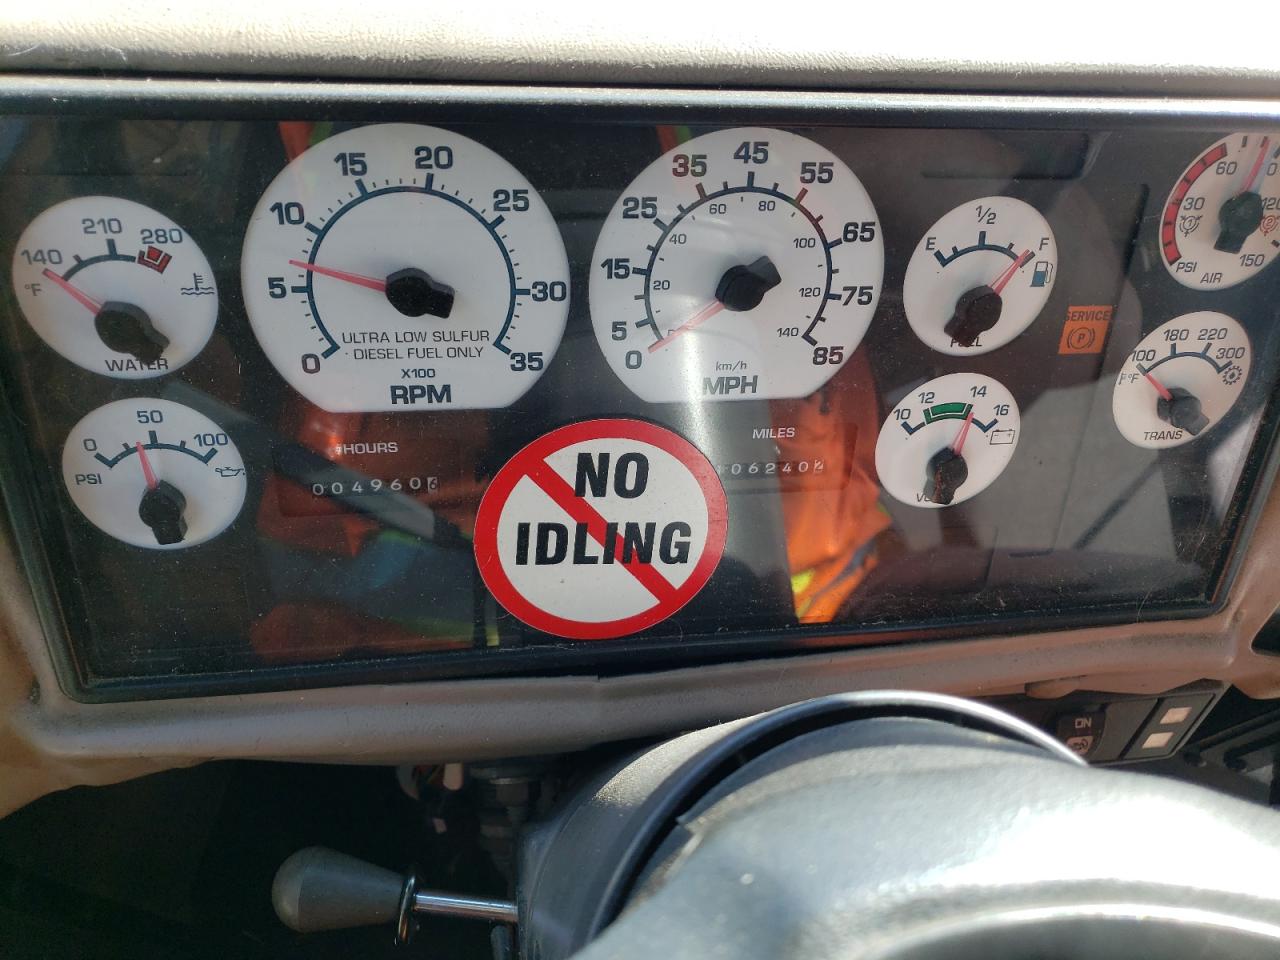 140
210
280
°F
WATER
0
5
10
15
20
25
30
35
ULTRA LOW SULFUR
DIESEL FUEL ONLY
X100
RPM
0
5
15
25
35
45
55
65
75
85
20
40
60
80
100
120
140
km/h
MPH
E
1/2
F
30
60
120
150
PSI
AIR
SERVICE
P
0
50
100
PSI
HOURS
004960
MILES
06240
NO
IDLING
10
12
14
16
100
180
220
300
°F
TRANS
ON